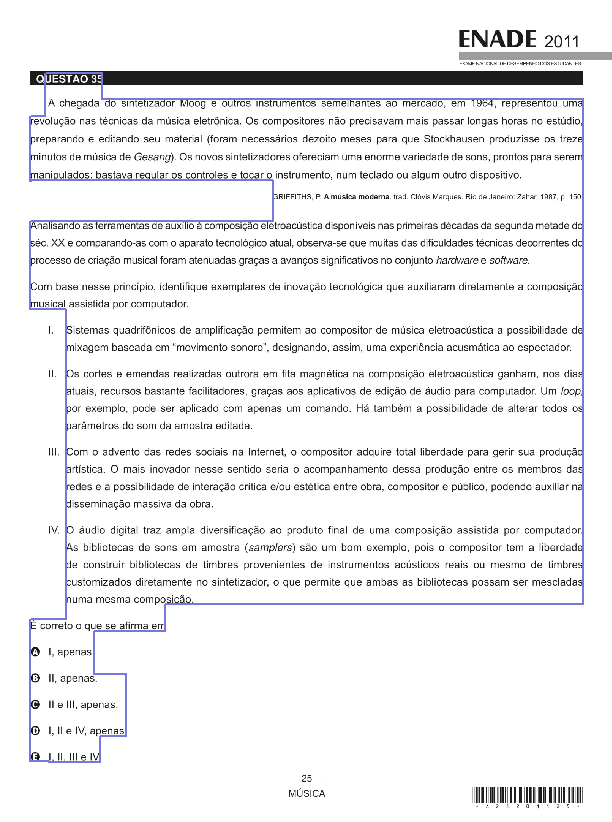 ENADE 2011
EXAME NACIONAL DE DESEMPENHO DOS ESTUDANTES
QUESTÃO 35
A chegada do sintetizador Moog e outros instrumentos semelhantes ao mercado, em 1964, representou uma
revolução nas técnicas da música eletrônica. Os compositores não precisavam mais passar longas horas no estúdio,
preparando e editando seu material (foram necessários dezoito meses para que Stockhausen produzisse os treze
minutos de música de Gesang). Os novos sintetizadores ofereciam uma enorme variedade de sons, prontos para serem
manipulados: bastava regular os controles e tocar o instrumento, num teclado ou algum outro dispositivo.
GRIFFITHS, P. A música moderna. trad. Clóvis Marques. Rio de Janeiro: Zahar, 1987, p. 150.
Analisando as ferramentas de auxílio à composição eletroacústica disponíveis nas primeiras décadas da segunda metade do
séc. XX e comparando-as com o aparato tecnológico atual, observa-se que muitas das dificuldades técnicas decorrentes do
processo de criação musical foram atenuadas graças a avanços significativos no conjunto hardware e software.
Com base nesse princípio, identifique exemplares de inovação tecnológica que auxiliaram diretamente a composição
musical assistida por computador.
I. Sistemas quadrifônicos de amplificação permitem ao compositor de música eletroacústica a possibilidade de
mixagem baseada em “movimento sonoro”, designando, assim, uma experiência acusmática ao espectador.
II. Os cortes e emendas realizadas outrora em fita magnética na composição eletroacústica ganham, nos dias
atuais, recursos bastante facilitadores, graças aos aplicativos de edição de áudio para computador. Um loop,
por exemplo, pode ser aplicado com apenas um comando. Há também a possibilidade de alterar todos os
parâmetros do som da amostra editada.
III. Com o advento das redes sociais na Internet, o compositor adquire total liberdade para gerir sua produção
artística. O mais inovador nesse sentido seria o acompanhamento dessa produção entre os membros das
redes e a possibilidade de interação crítica e/ou estética entre obra, compositor e público, podendo auxiliar na
disseminação massiva da obra.
IV. O áudio digital traz ampla diversificação ao produto final de uma composição assistida por computador.
As bibliotecas de sons em amostra (samplers) são um bom exemplo, pois o compositor tem a liberdade
de construir bibliotecas de timbres provenientes de instrumentos acústicos reais ou mesmo de timbres
customizados diretamente no sintetizador, o que permite que ambas as bibliotecas possam ser mescladas
numa mesma composição.
É correto o que se afirma em
A I, apenas.
B II, apenas.
C II e III, apenas.
D I, II e IV, apenas.
E I, II, III e IV.
25
MÚSICA